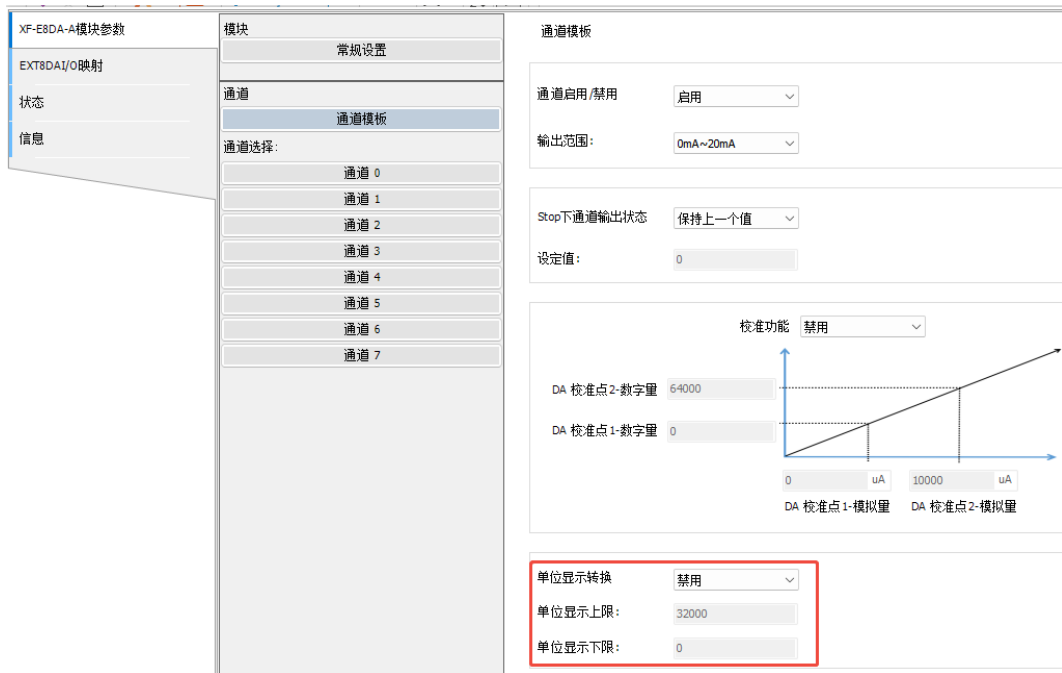 XF-E8DA-A模块参数
EXT8DAI/O映射
状态
信息
模块
常规设置
通道
通道模板
通道选择:
通道 0
通道 1
通道 2
通道 3
通道 4
通道 5
通道 6
通道 7
通道模板
通道启用/禁用 启用
输出范围: 0mA~20mA
Stop下通道输出状态 保持上一个值
设定值: 0
校准功能 禁用
DA 校准点2-数字量 64000
DA 校准点1-数字量 0
0 uA 10000 uA
DA 校准点1-模拟量 DA 校准点2-模拟量
单位显示转换 禁用
单位显示上限: 32000
单位显示下限: 0